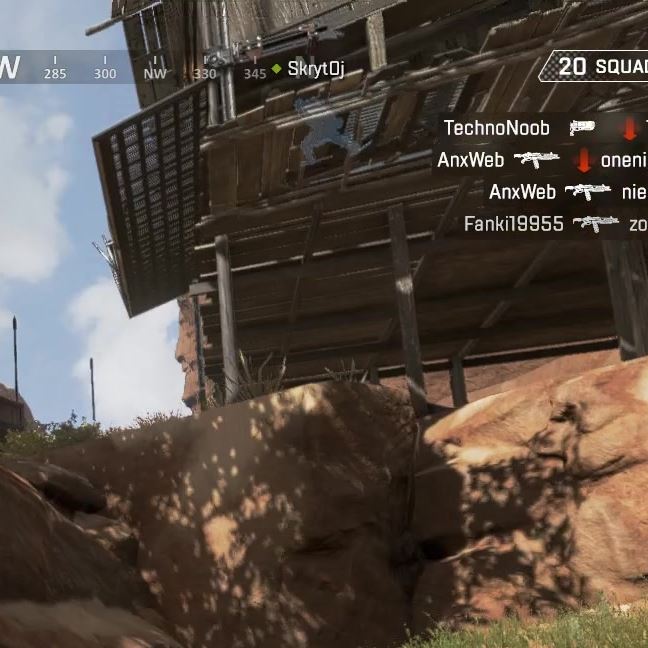 W 285 300 NW 330 345 SkrytOj
20 SQUAD
TechnoNoob
AnxWeb oneni
AnxWeb nie
Fanki19955 zo